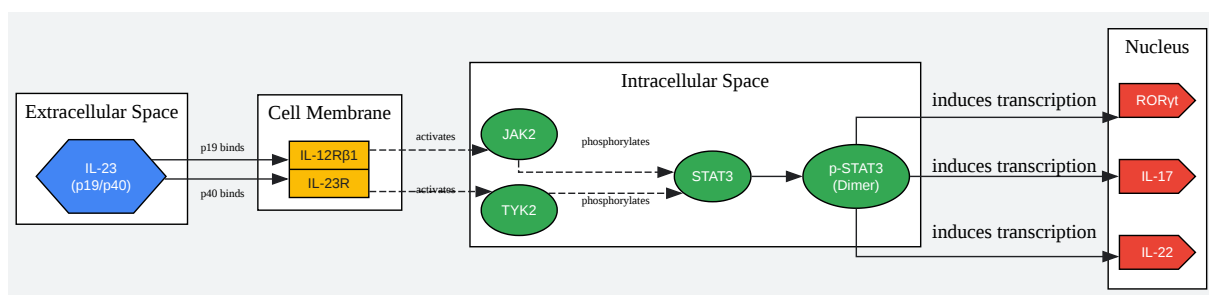 Extracellular Space
IL-23
(p19/p40)
p19 binds
p40 binds
Cell Membrane
IL-12Rβ1
IL-23R
activates
activates
Intracellular Space
JAK2
TYK2
phosphorylates
phosphorylates
STAT3
p-STAT3
(Dimer)
induces transcription
induces transcription
induces transcription
Nucleus
RORγt
IL-17
IL-22